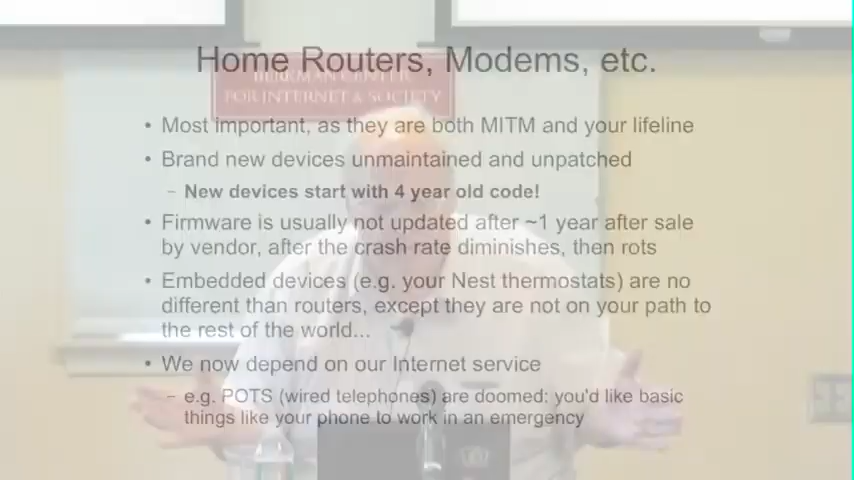 Home Routers, Modems, etc.
BERKMAN CENTER
FOR INTERNET & SOCIETY
• Most important, as they are both MITM and your lifeline
• Brand new devices unmaintained and unpatched
– New devices start with 4 year old code!
• Firmware is usually not updated after ~1 year after sale
by vendor, after the crash rate diminishes, then rots
• Embedded devices (e.g. your Nest thermostats) are no
different than routers, except they are not on your path to
the rest of the world...
• We now depend on our Internet service
– e.g. POTS (wired telephones) are doomed: you'd like basic
things like your phone to work in an emergency